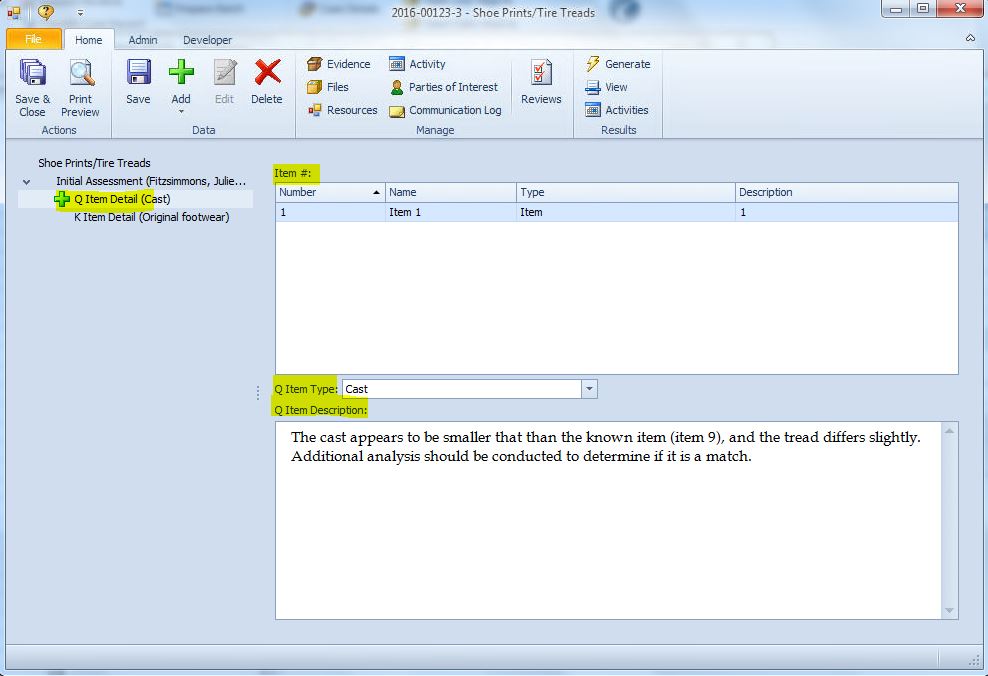 2016-00123-3 - Shoe Prints/Tire Treads
File Home Admin Developer
Save & Close
Print Preview
Actions
Save
Add
Edit
Delete
Data
Evidence
Files
Resources
Activity
Parties of Interest
Communication Log
Reviews
Manage
Generate
View
Activities
Results
Shoe Prints/Tire Treads
Initial Assessment (Fitzsimmons, Julie...
Q Item Detail (Cast)
K Item Detail (Original footwear)
Item #:
Number Name Type Description
1 Item 1 Item 1
Q Item Type: Cast
Q Item Description:
The cast appears to be smaller that than the known item (item 9), and the tread differs slightly.
Additional analysis should be conducted to determine if it is a match.